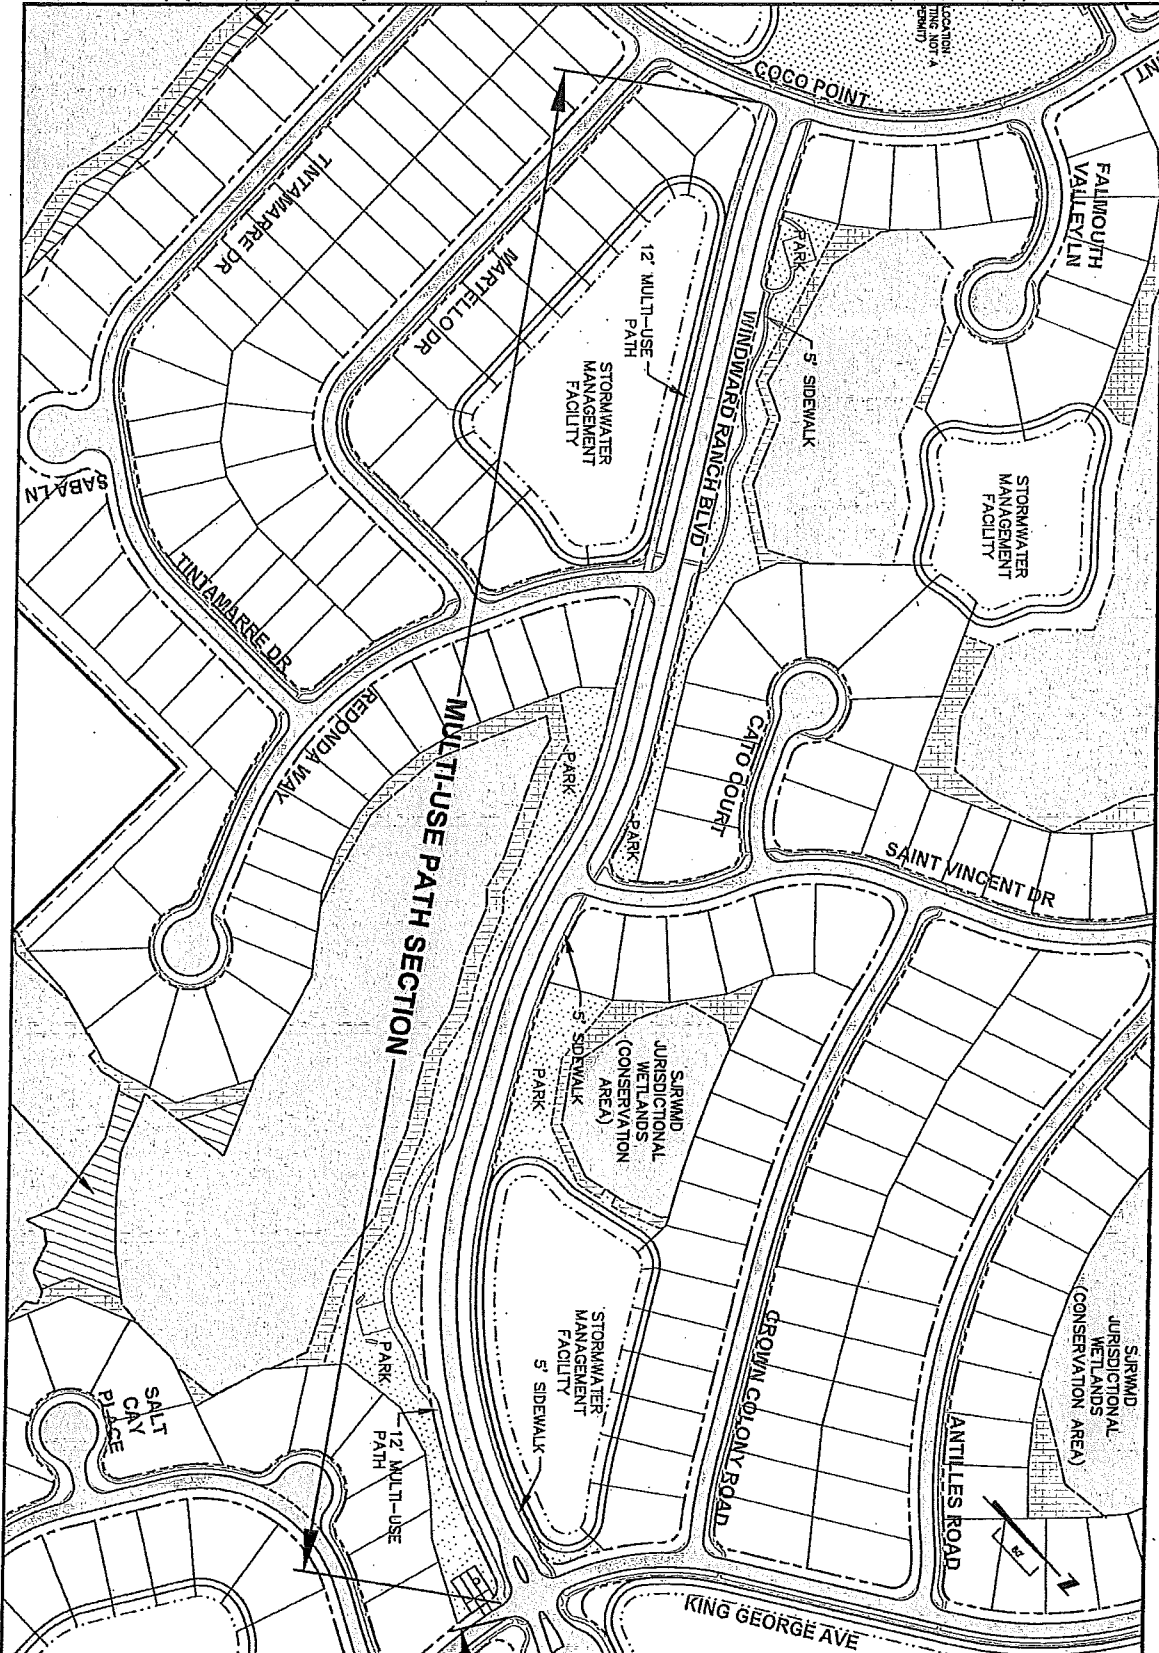 LOCATION
TING NOT A
COCO POINT
NT
FALMOUTH
VALLEY LN
TINTAMARRE DR
MARTELLO DR
12' MULTI-USE
PATH
WINDWARD RANCH BLVD
PARK
5' SIDEWALK
STORMWATER
MANAGEMENT
FACILITY
STORMWATER
MANAGEMENT
FACILITY
SABA LN
TINTAMARRE DR
REDONDA WAY
MULTI-USE PATH SECTION
PARK
PARK
CATO COURT
SAINT VINCENT DR
5' SIDEWALK
PARK
SJRWMD
JURISDICTIONAL
WETLANDS
(CONSERVATION
AREA)
SJRWMD
JURISDICTIONAL
WETLANDS
(CONSERVATION AREA)
STORMWATER
MANAGEMENT
FACILITY
5' SIDEWALK
CROWN COLONY ROAD
ANTILLES ROAD
PARK
12' MULTI-USE
PATH
SALT
CAY
PLACE
KING GEORGE AVE